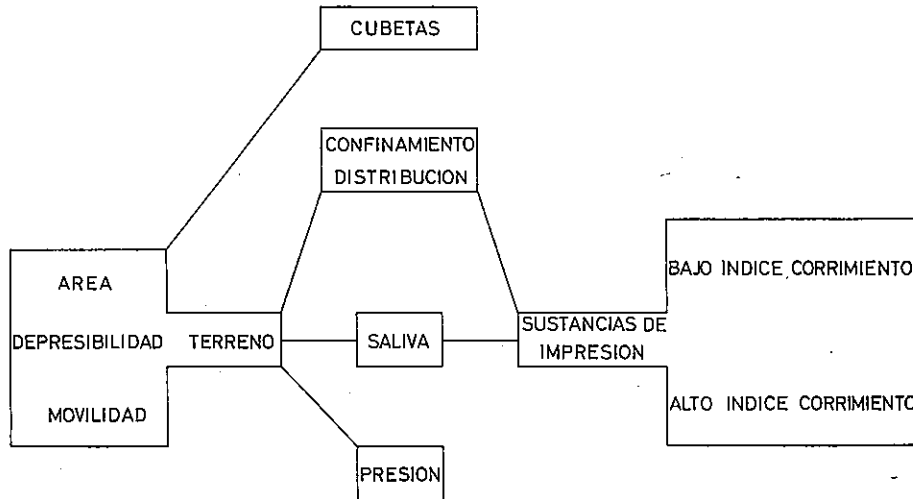 CUBETAS
CONFINAMIENTO
DISTRIBUCION
AREA
DEPRESIBILIDAD
MOVILIDAD
TERRENO
SALIVA
PRESION
SUSTANCIAS DE
IMPRESION
BAJO INDICE CORRIMIENTO
ALTO INDICE CORRIMIENTO